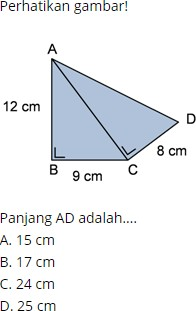 Perhatikan gambar!
A
12 cm
D
8 cm
B
C
9 cm
Panjang AD adalah....
A. 15 cm
B. 17 cm
C. 24 cm
D. 25 cm